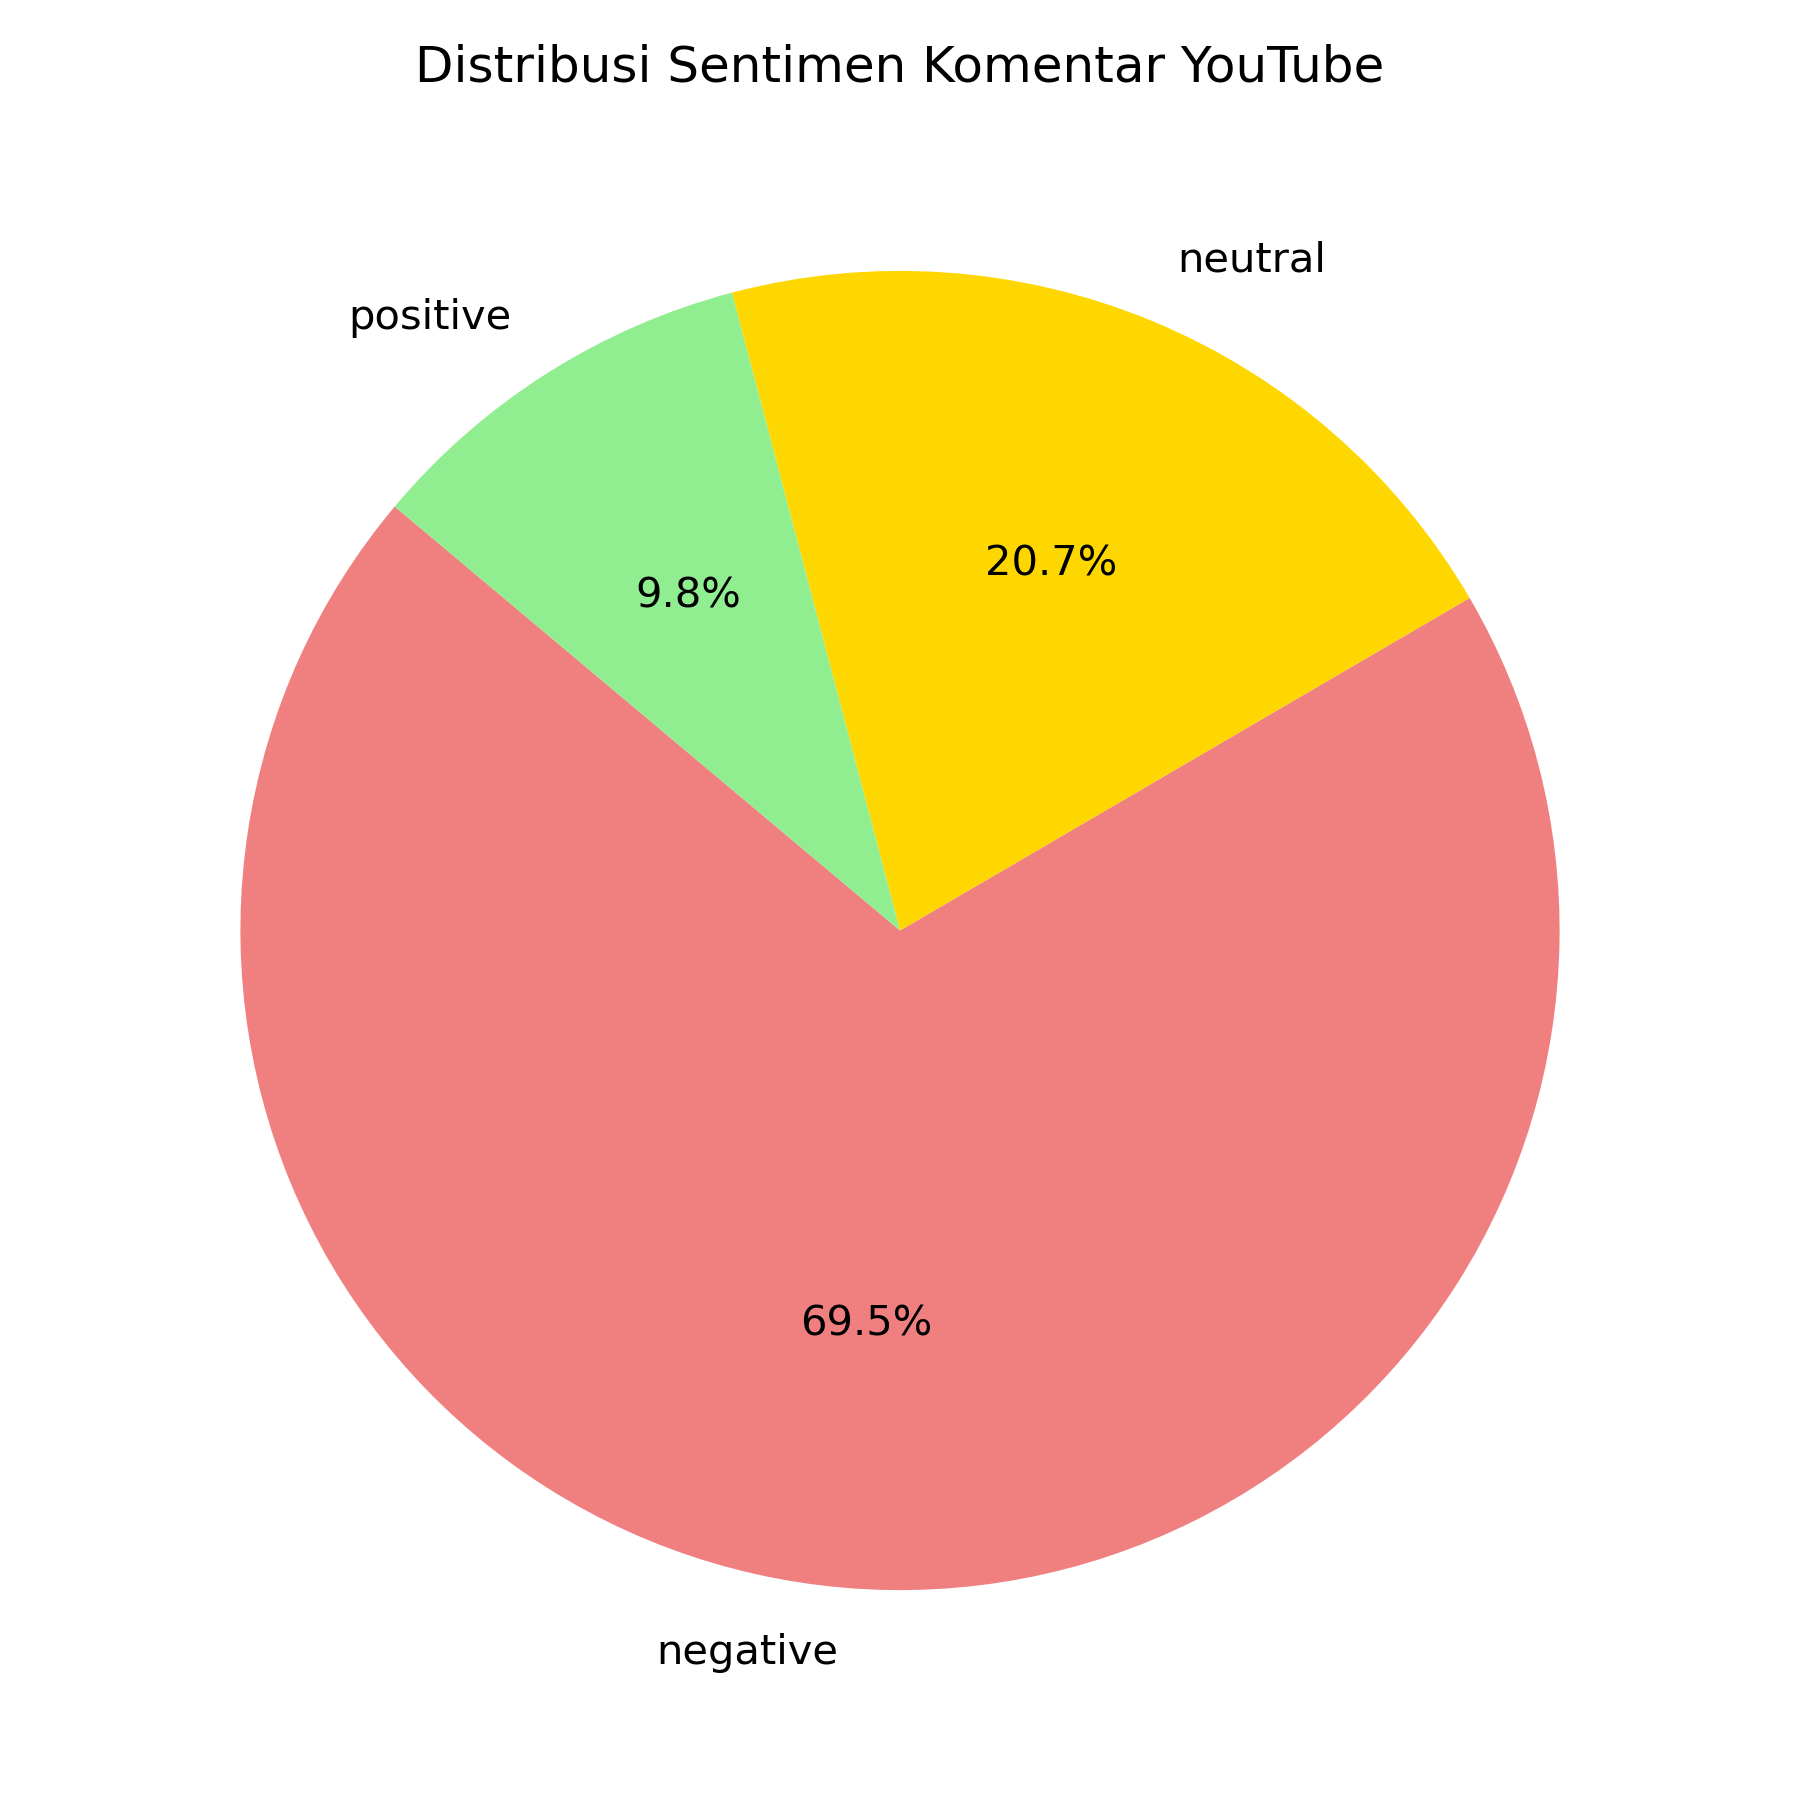 Distribusi Sentimen Komentar YouTube
neutral
positive
20.7%
9.8%
69.5%
negative